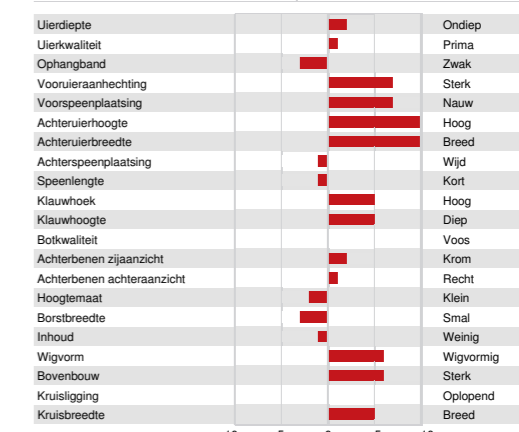 Uierdiepte Ondiep
Uierkwaliteit Prima
Ophangband Zwak
Vooruieraanhechting Sterk
Voorspeenplaatsing Nauw
Achteruierhoogte Hoog
Achteruierbreedte Breed
Achterspeenplaatsing Wijd
Speenlengte Kort
Klauwhoek Hoog
Klauwhoogte Diep
Botkwaliteit Voos
Achterbenen zijaanzicht Krom
Achterbenen achteraanzicht Recht
Hoogtemaat Klein
Borstbreedte Smal
Inhoud Weinig
Wigvorm Wigvormig
Bovenbouw Sterk
Kruisligging Oplopend
Kruisbreedte Breed